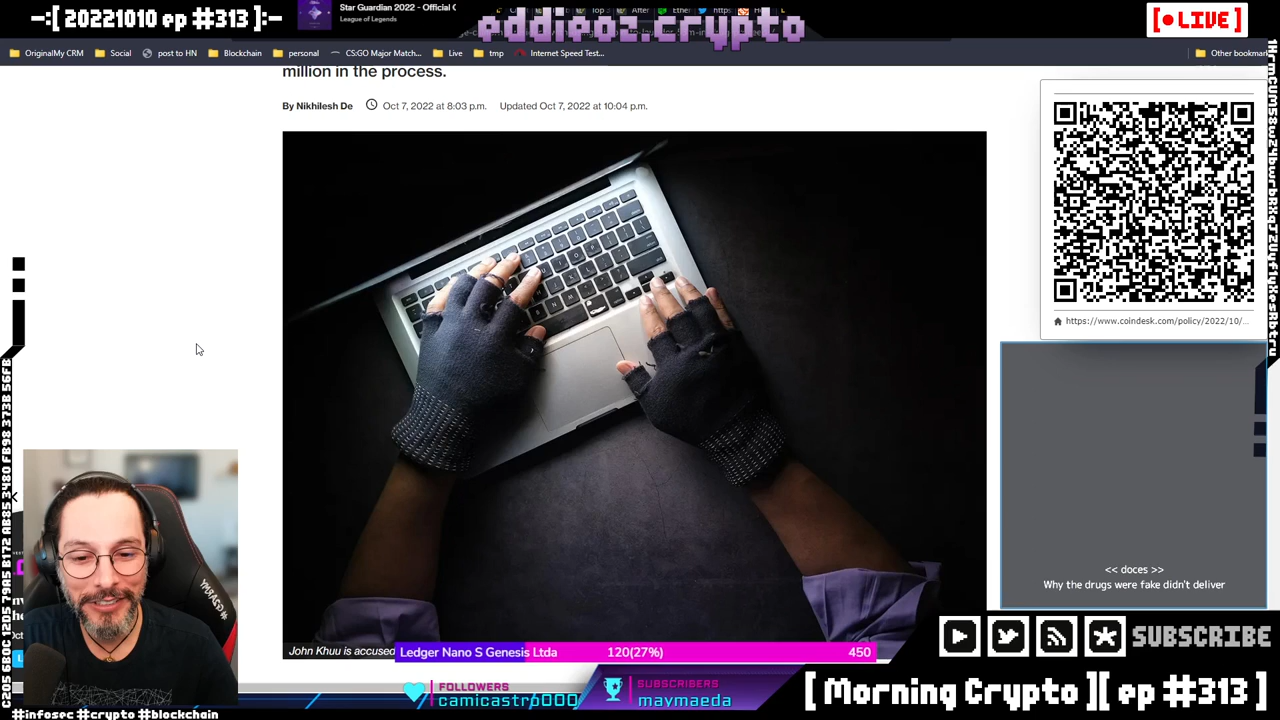 -:[ 20221010 ep #313 ]:-
Star Guardian 2022 - Official C
League of Legends
eddieoz.crypto
[ • LIVE ]
OriginalMy CRM
Social
post to HN
Blockchain
personal
CS:GO Major Match...
Live
tmp
Internet Speed Test...
Other bookmar
million in the process.
By Nikhilesh De
Oct 7, 2022 at 8:03 p.m.
Updated Oct 7, 2022 at 10:04 p.m.
https://www.coindesk.com/policy/2022/10/...
<< doces >>
Why the drugs were fake didn't deliver
John Khuu is accused
Ledger Nano S Genesis Ltda
120(27%)
450
SUBSCRIBE
FOLLOWERS
camicastr6000
SUBSCRIBERS
maymaeda
[ Morning Crypto ][ ep #313 ]
#infosec #crypto #blockchain